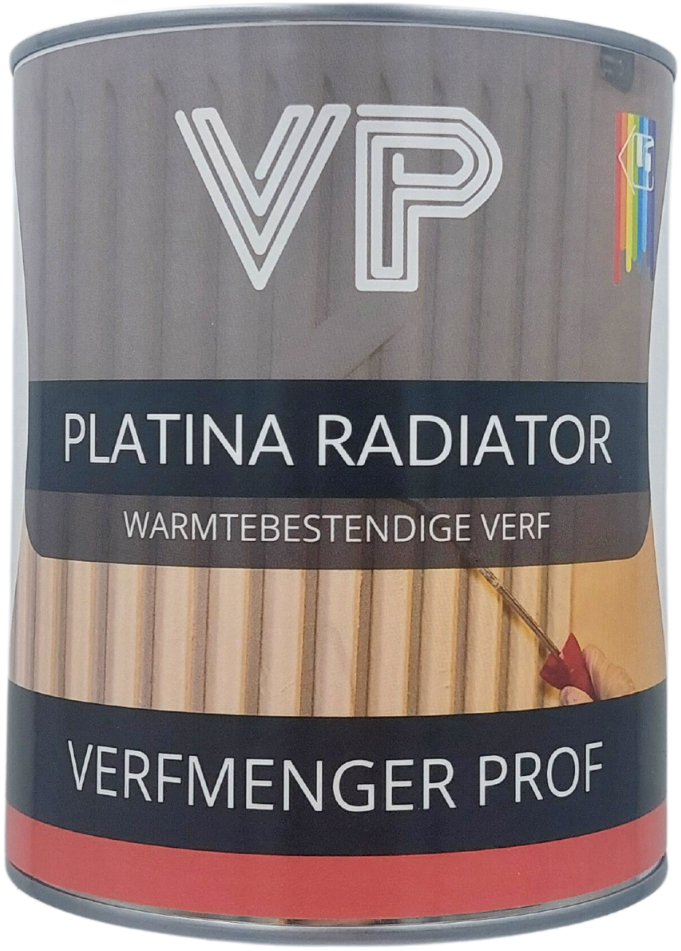 VP
PLATINA RADIATOR
WARMTEBESTENDIGE VERF
VERFMENGER PROF